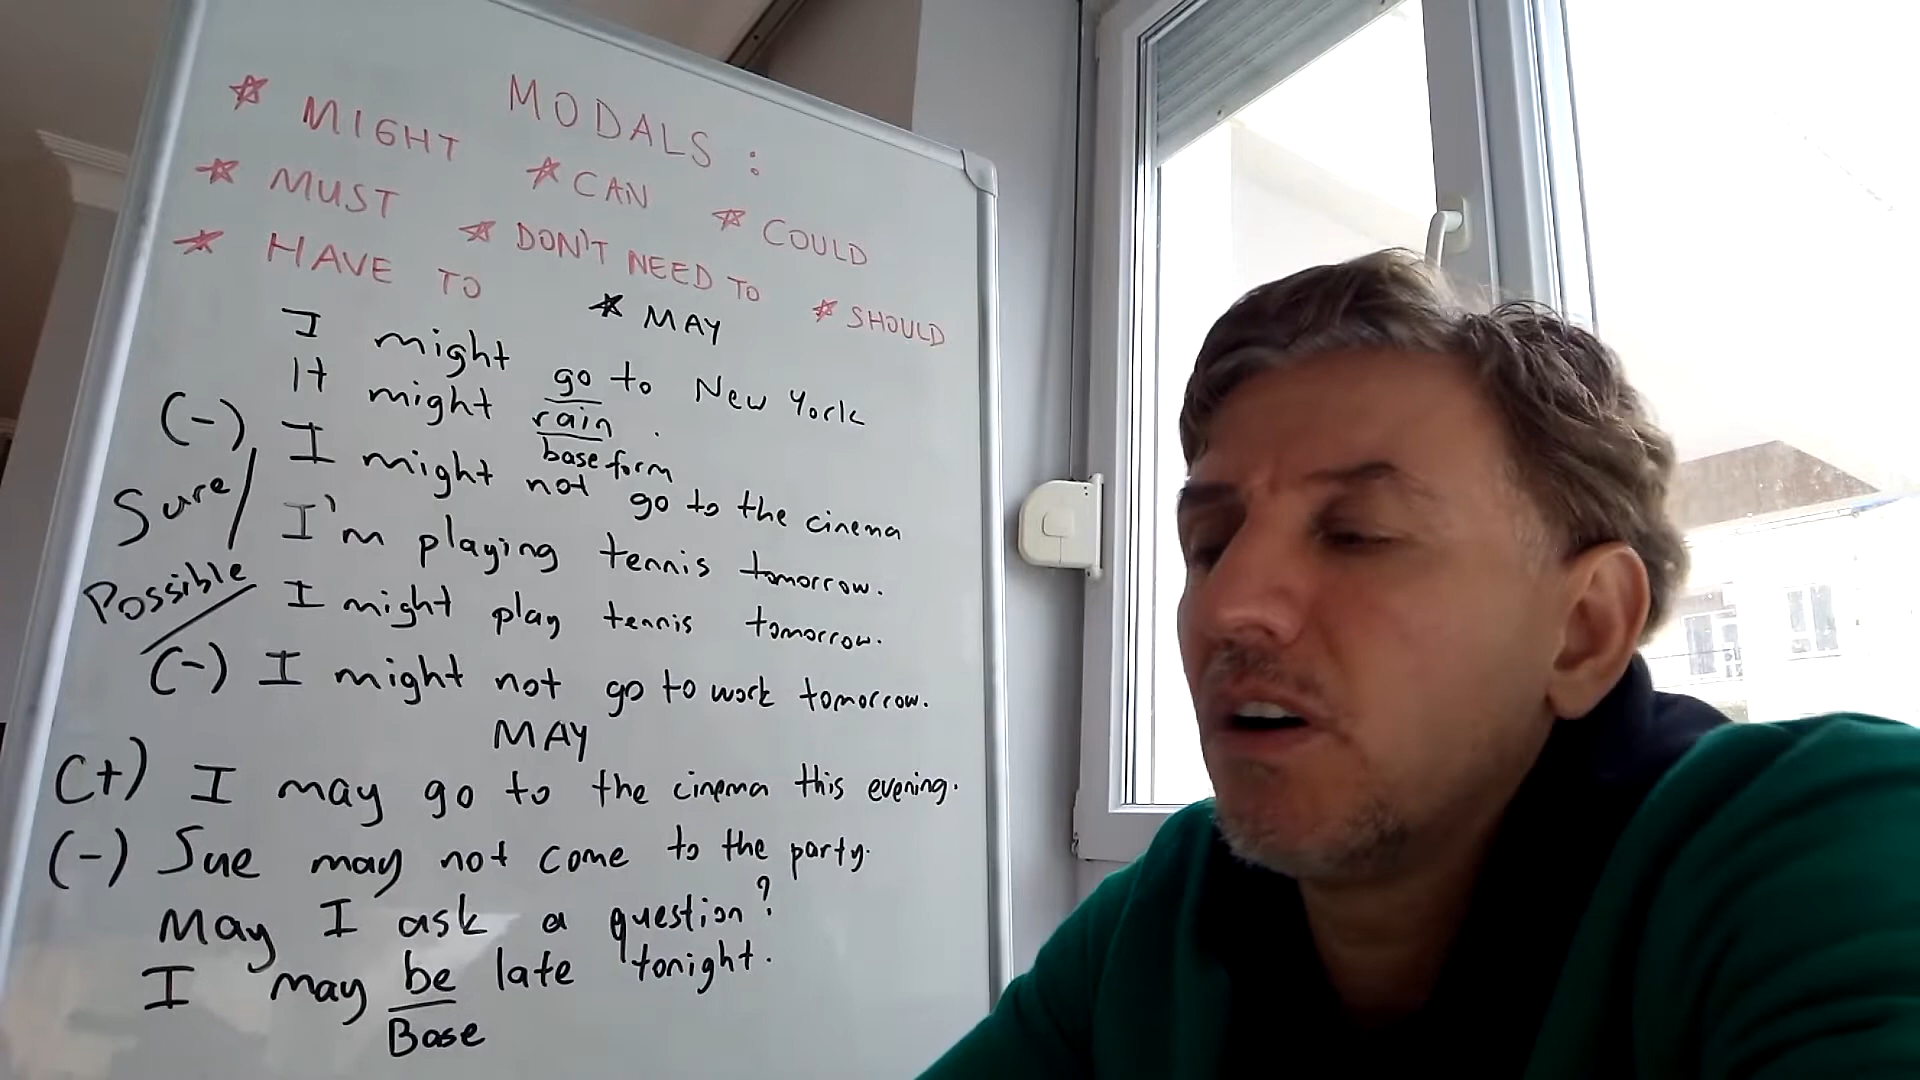 MODALS :
* MIGHT * CAN * COULD
* MUST * DON'T NEED TO * SHOULD
* HAVE TO * MAY
I might go to New York
It might rain.
base form
(-) I might not go to the cinema
Sure / I'm playing tennis tomorrow.
Possible / I might play tennis tomorrow.
(-) I might not go to work tomorrow.
MAY
(+) I may go to the cinema this evening.
(-) Sue may not come to the party.
May I ask a question?
I may be late tonight.
Base